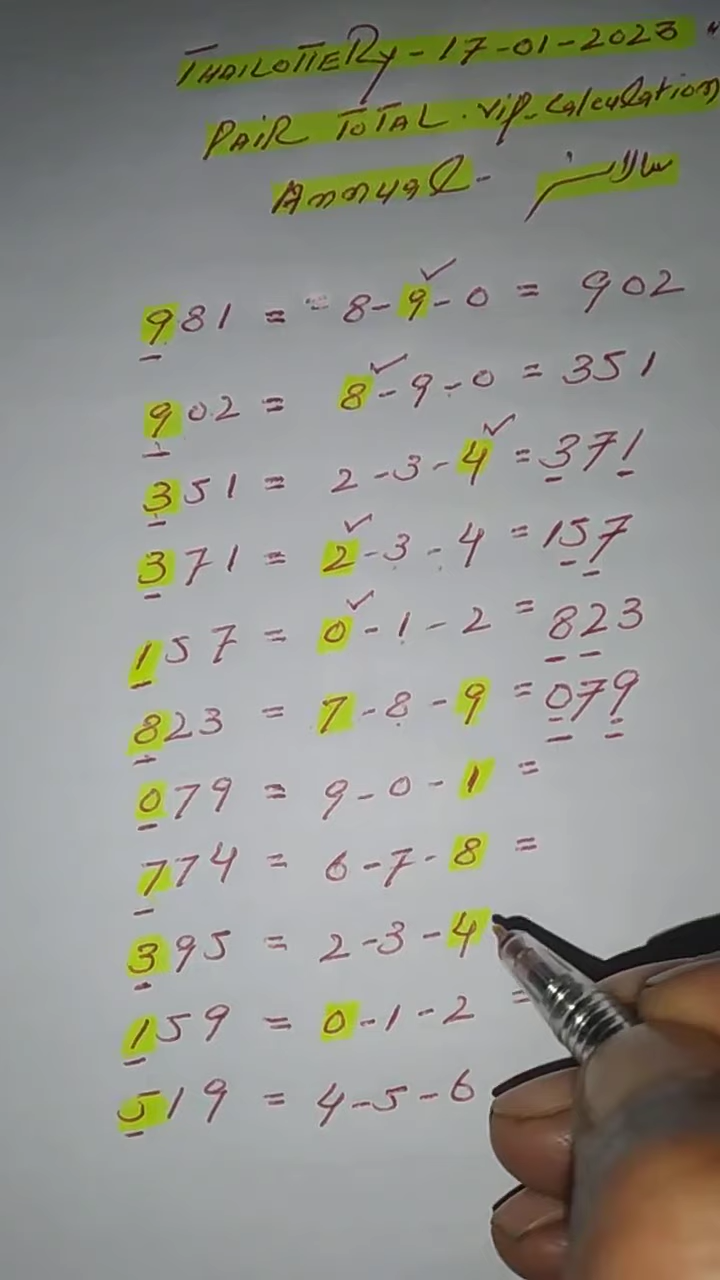 THAILOTTERY - 17-01-2023
PAIR TOTAL. vip-calculation
Annual -
981 = 8-9-0 = 902
902 = 8-9-0 = 351
351 = 2-3-4 = 371
371 = 2-3-4 = 157
157 = 0-1-2 = 823
823 = 7-8-9 = 079
079 = 9-0-1 =
774 = 6-7-8 =
395 = 2-3-4
159 = 0-1-2 =
519 = 4-5-6